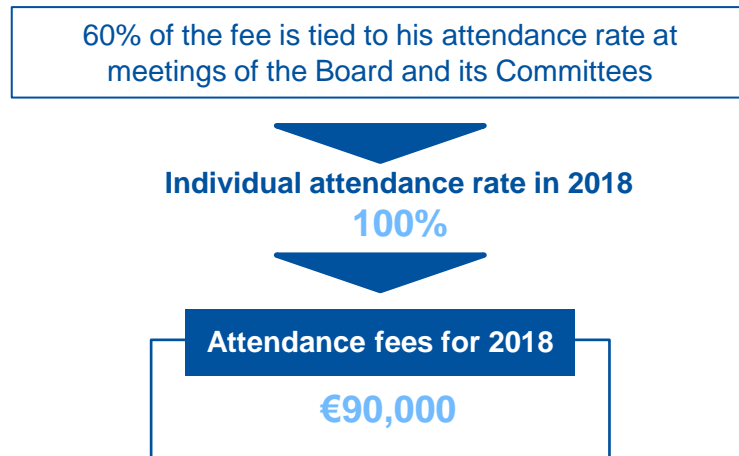 60% of the fee is tied to his attendance rate at
meetings of the Board and its Committees
Individual attendance rate in 2018
100%
Attendance fees for 2018
€90,000